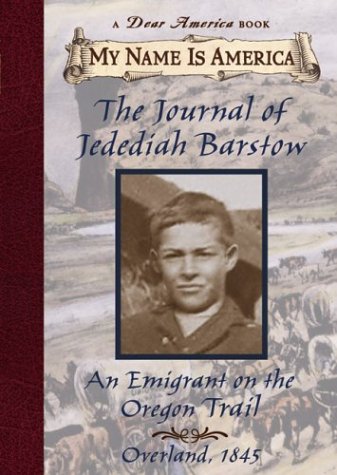 A Dear America BOOK
MY NAME IS AMERICA
The Journal of
Jedediah Barstow
An Emigrant on the
Oregon Trail
Overland, 1845